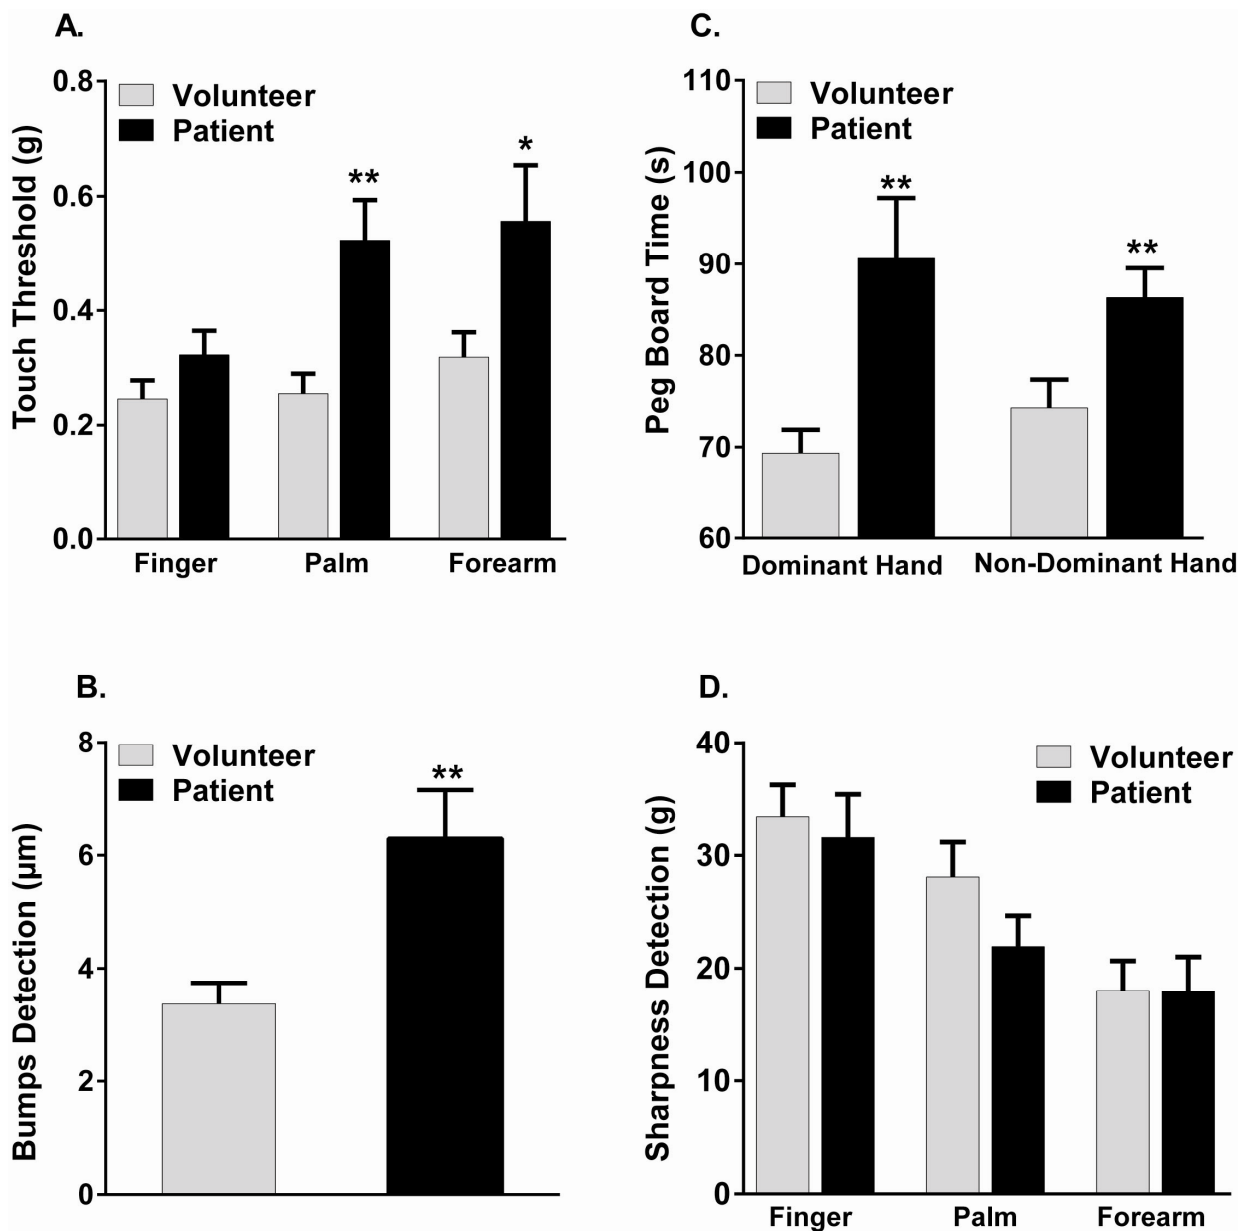 A.
Touch Threshold (g)
0.8
0.6
0.4
0.2
0.0
Volunteer
Patient
**
*
Finger Palm Forearm
C.
Peg Board Time (s)
110
100
90
80
70
60
Volunteer
Patient
**
**
Dominant Hand Non-Dominant Hand
B.
Bumps Detection (µm)
8
6
4
2
0
Volunteer
Patient
**
D.
Sharpness Detection (g)
40
30
20
10
0
Volunteer
Patient
Finger Palm Forearm